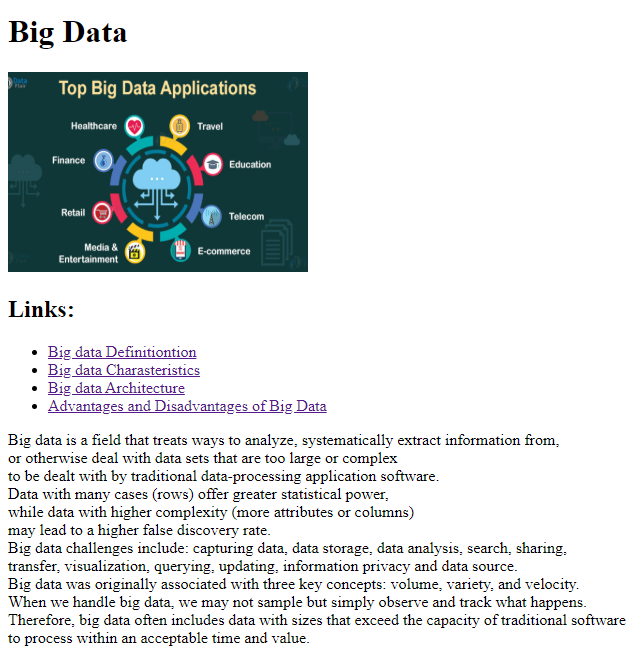 Big Data
Data
Flair
Top Big Data Applications
Healthcare
Travel
Finance
Education
Retail
Telecom
Media &
Entertainment
E-commerce
Links:
Big data Definitiontion
Big data Charasteristics
Big data Architecture
Advantages and Disadvantages of Big Data
Big data is a field that treats ways to analyze, systematically extract information from,
or otherwise deal with data sets that are too large or complex
to be dealt with by traditional data-processing application software.
Data with many cases (rows) offer greater statistical power,
while data with higher complexity (more attributes or columns)
may lead to a higher false discovery rate.
Big data challenges include: capturing data, data storage, data analysis, search, sharing,
transfer, visualization, querying, updating, information privacy and data source.
Big data was originally associated with three key concepts: volume, variety, and velocity.
When we handle big data, we may not sample but simply observe and track what happens.
Therefore, big data often includes data with sizes that exceed the capacity of traditional software
to process within an acceptable time and value.